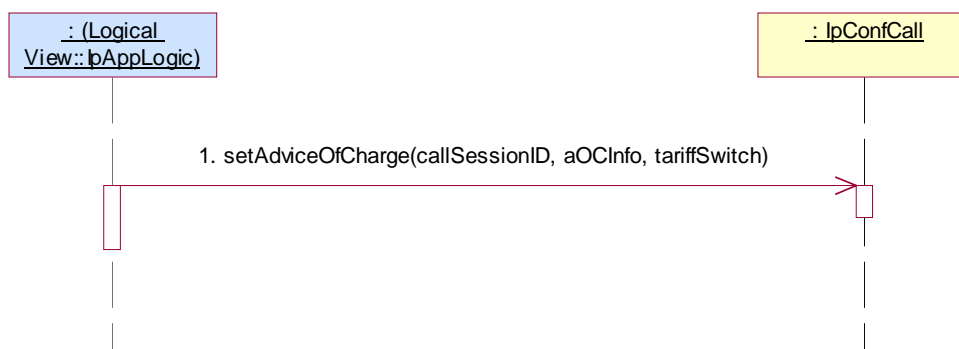 : (Logical
View::IpAppLogic)
: IpConfCall
1. setAdviceOfCharge(callSessionID, aOCInfo, tariffSwitch)